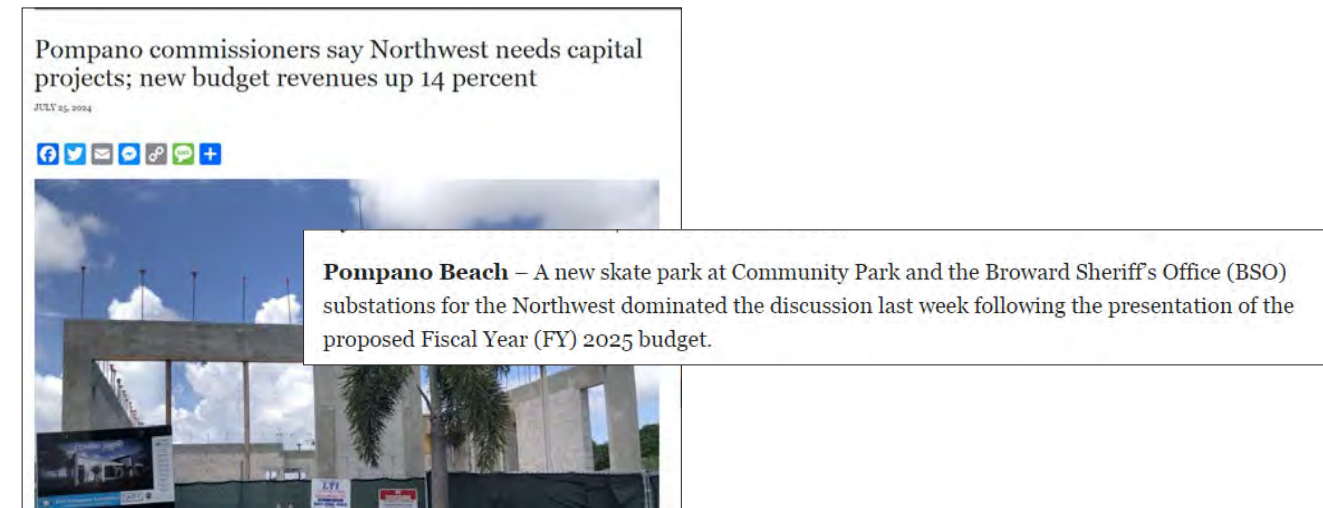 Pompano commissioners say Northwest needs capital
projects; new budget revenues up 14 percent
JULY 25, 2024
Pompano Beach – A new skate park at Community Park and the Broward Sheriff’s Office (BSO)
substations for the Northwest dominated the discussion last week following the presentation of the
proposed Fiscal Year (FY) 2025 budget.
LTI